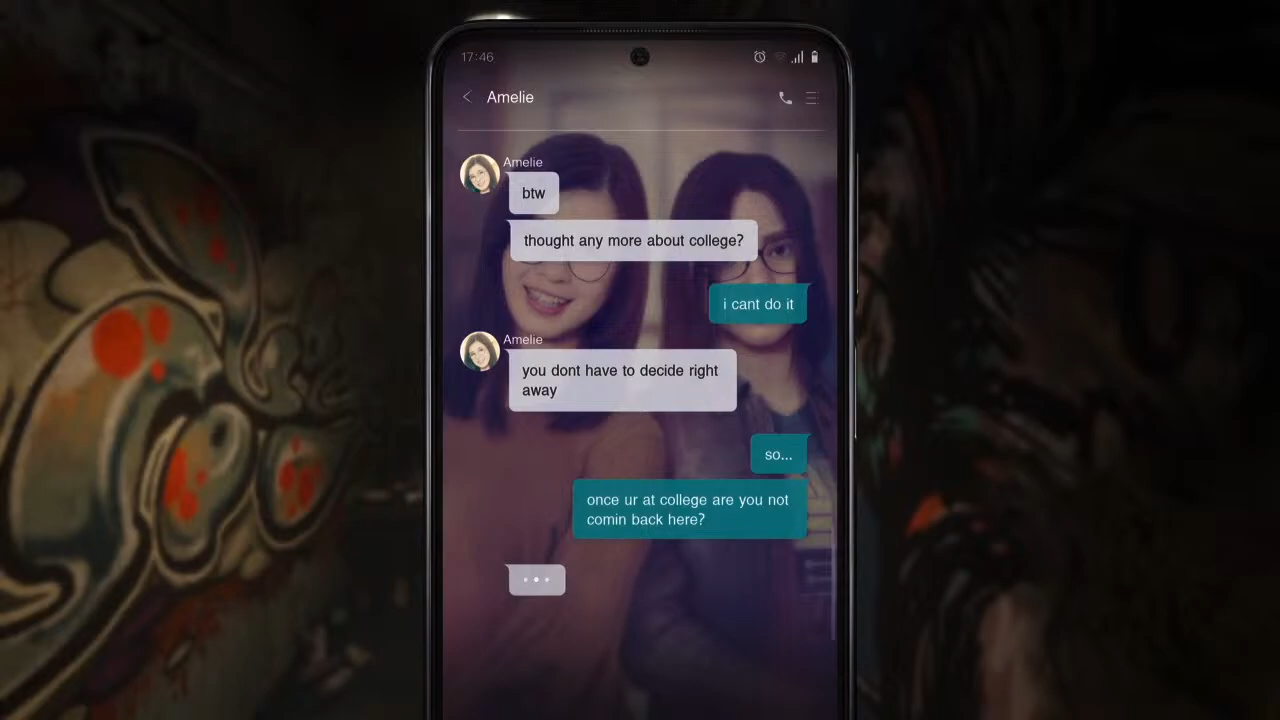 17:46
Amelie
Amelie
btw
thought any more about college?
i cant do it
Amelie
you dont have to decide right
away
so...
once ur at college are you not
comin back here?